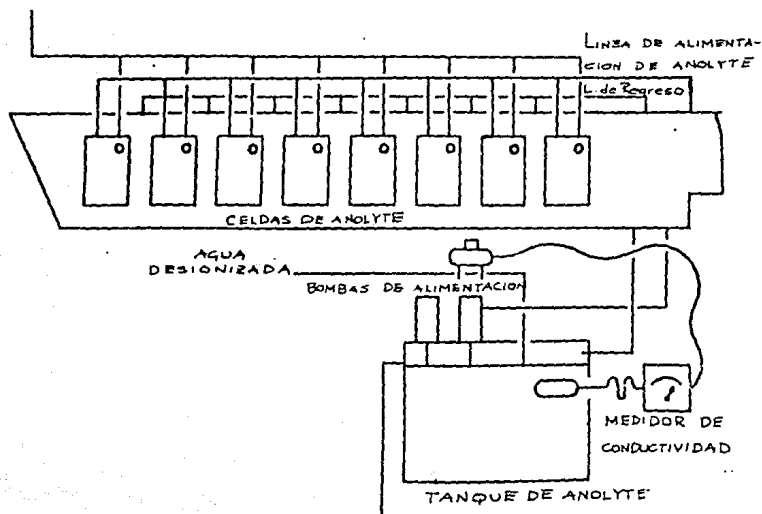 LINEA DE ALIMENTA-
CION DE ANOLYTE
L. de Regreso
CELDAS DE ANOLYTE
AGUA
DESIONIZADA
BOMBAS DE ALIMENTACION
MEDIDOR DE
CONDUCTIVIDAD
TANQUE DE ANOLYTE